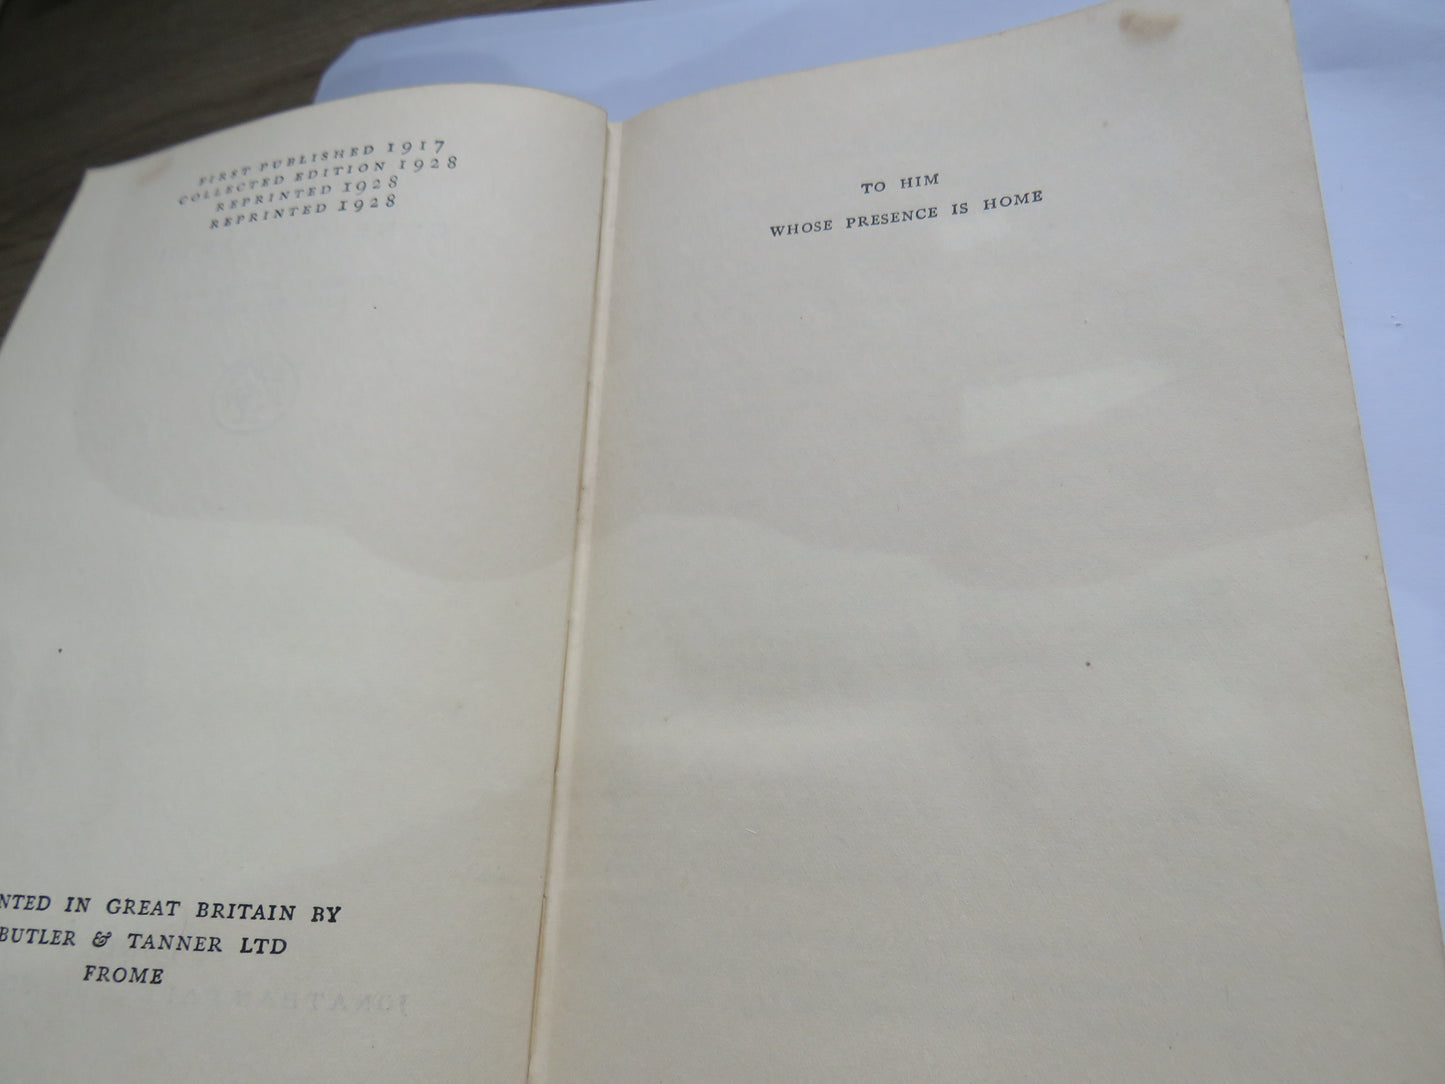 FIRST PUBLISHED 1917
COLLECTED EDITION 1928
REPRINTED 1928
REPRINTED 1928
NTED IN GREAT BRITAIN BY
BUTLER & TANNER LTD
FROME
TO HIM
WHOSE PRESENCE IS HOME